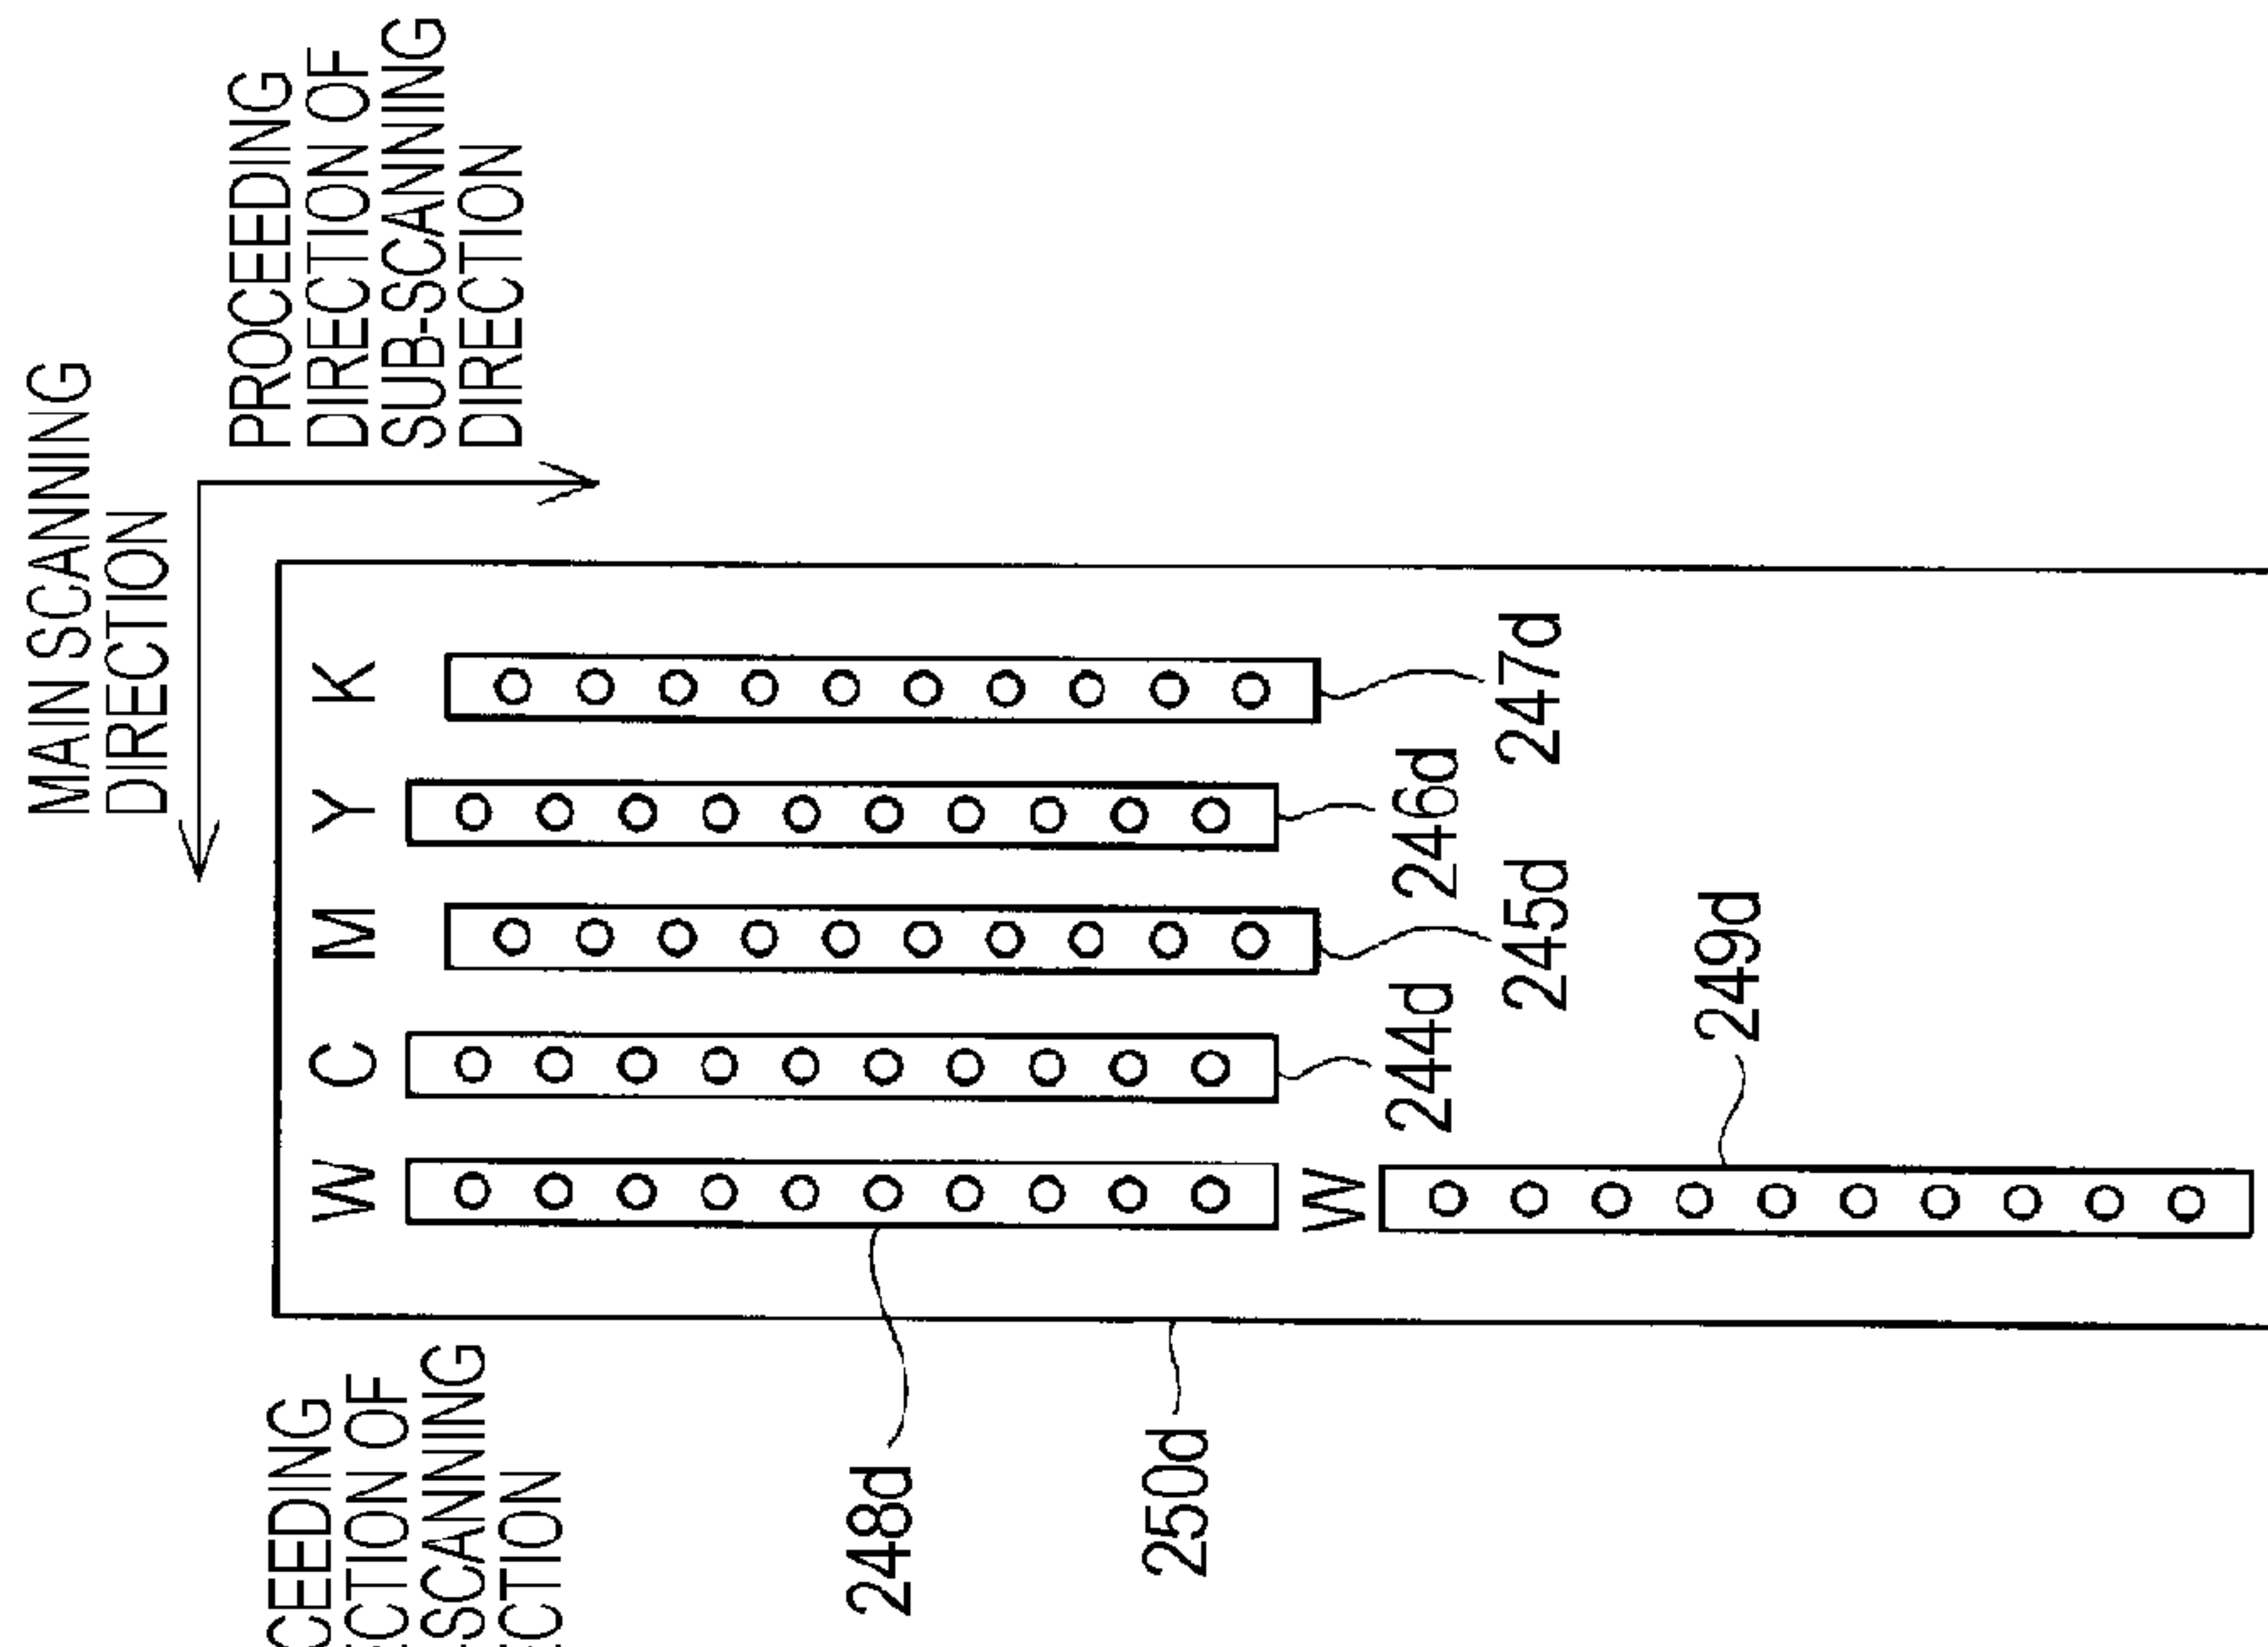 MAIN SCANNING
DIRECTION
PROCEEDING
DIRECTION OF
SUB-SCANNING
DIRECTION
W C M Y K
244d
246d
245d
247d
W
249d
248d
250d
CEEDING
CTION OF
SCANNING
CTION